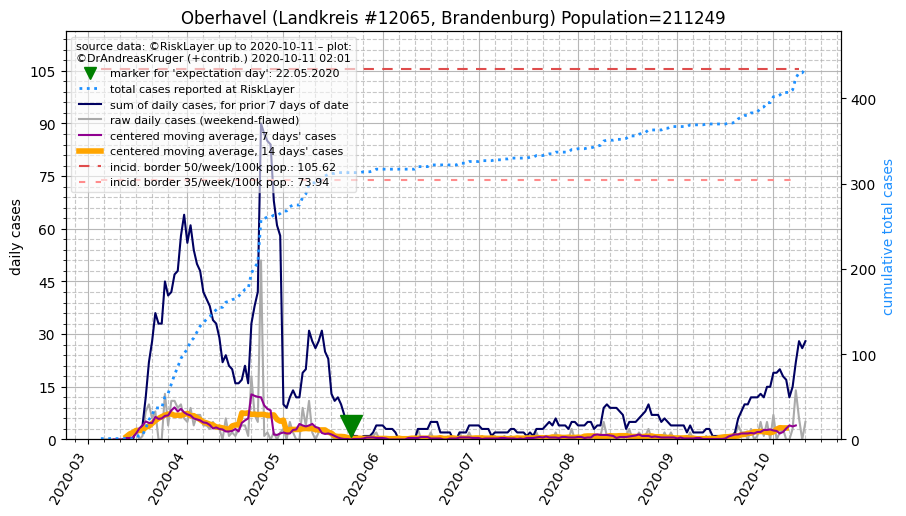 Oberhavel (Landkreis #12065, Brandenburg) Population=211249
source data: ©RiskLayer up to 2020-10-11 – plot:
©DrAndreasKruger (+contrib.) 2020-10-11 02:01
marker for 'expectation day': 22.05.2020
total cases reported at RiskLayer
sum of daily cases, for prior 7 days of date
raw daily cases (weekend-flawed)
centered moving average, 7 days' cases
centered moving average, 14 days' cases
incid. border 50/week/100k pop.: 105.62
incid. border 35/week/100k pop.: 73.94
daily cases
105
90
75
60
45
30
15
0
cumulative total cases
400
300
200
100
0
2020-03
2020-04
2020-05
2020-06
2020-07
2020-08
2020-09
2020-10